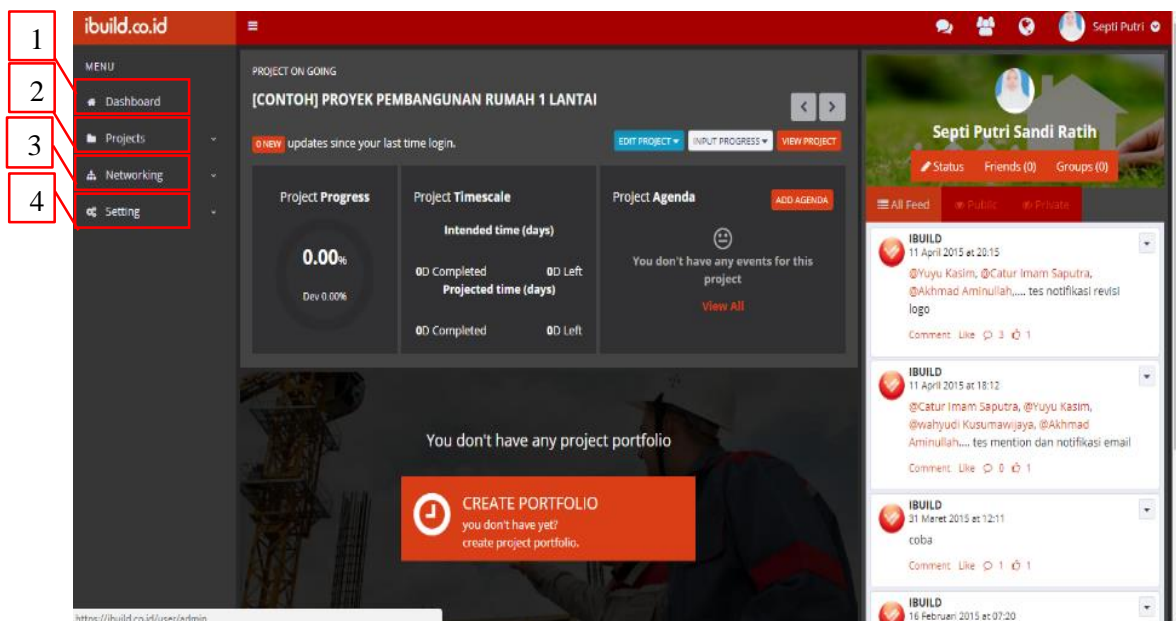 1
2
3
4
ibuild.co.id
Septi Putri
MENU
Dashboard
Projects
Networking
Setting
PROJECT ON GOING
[CONTOH] PROYEK PEMBANGUNAN RUMAH 1 LANTAI
0 NEW updates since your last time login.
EDIT PROJECT
INPUT PROGRESS
VIEW PROJECT
Project Progress
0.00%
Dev 0.00%
Project Timescale
Intended time (days)
0D Completed 0D Left
Projected time (days)
0D Completed 0D Left
Project Agenda
ADD AGENDA
You don't have any events for this
project
View All
You don't have any project portfolio
CREATE PORTFOLIO
you don't have yet?
create project portfolio.
Septi Putri Sandi Ratih
Status Friends (0) Groups (0)
All Feed Public Private
IBUILD
11 April 2015 at 20:15
@Yuyu Kasim, @Catur Imam Saputra,
@Akhmad Aminullah,.... tes notifikasi revisi
logo
Comment Like 3 1
IBUILD
11 April 2015 at 18:12
@Catur Imam Saputra, @Yuyu Kasim,
@wahyudi Kusumawijaya, @Akhmad
Aminullah.... tes mention dan notifikasi email
Comment Like 0 1
IBUILD
31 Maret 2015 at 12:11
coba
Comment Like 1 1
IBUILD
16 Februari 2015 at 07:20
https://ibuild.co.id/user/admin